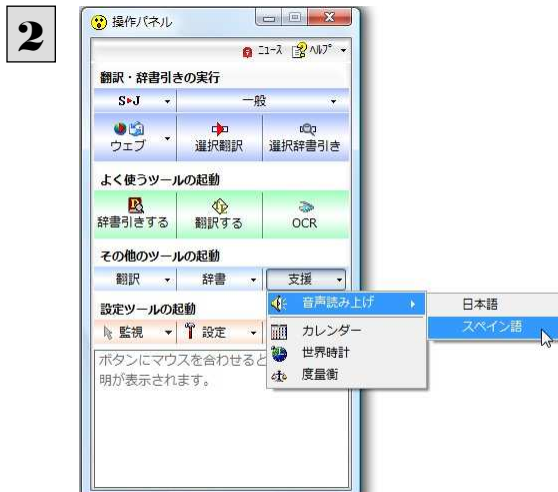 2
操作パネル
ニュース ヘルプ
翻訳・辞書引きの実行
S▸J 一般
ウェブ 選択翻訳 選択辞書引き
よく使うツールの起動
辞書引きする 翻訳する OCR
その他のツールの起動
翻訳 辞書 支援
音声読み上げ 日本語
設定ツールの起動
スペイン語
監視 設定 カレンダー
世界時計
度量衡
ボタンにマウスを合わせると
明が表示されます。